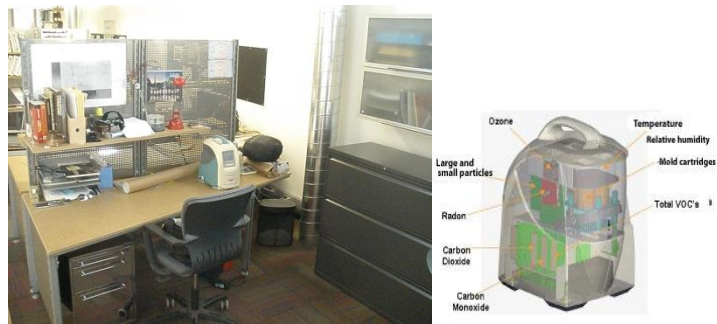 Ozone
Temperature
Relative humidity
Large and
small particles
Mold cartridges
Radon
Total VOC's s
Carbon
Dioxide
Carbon
Monoxide